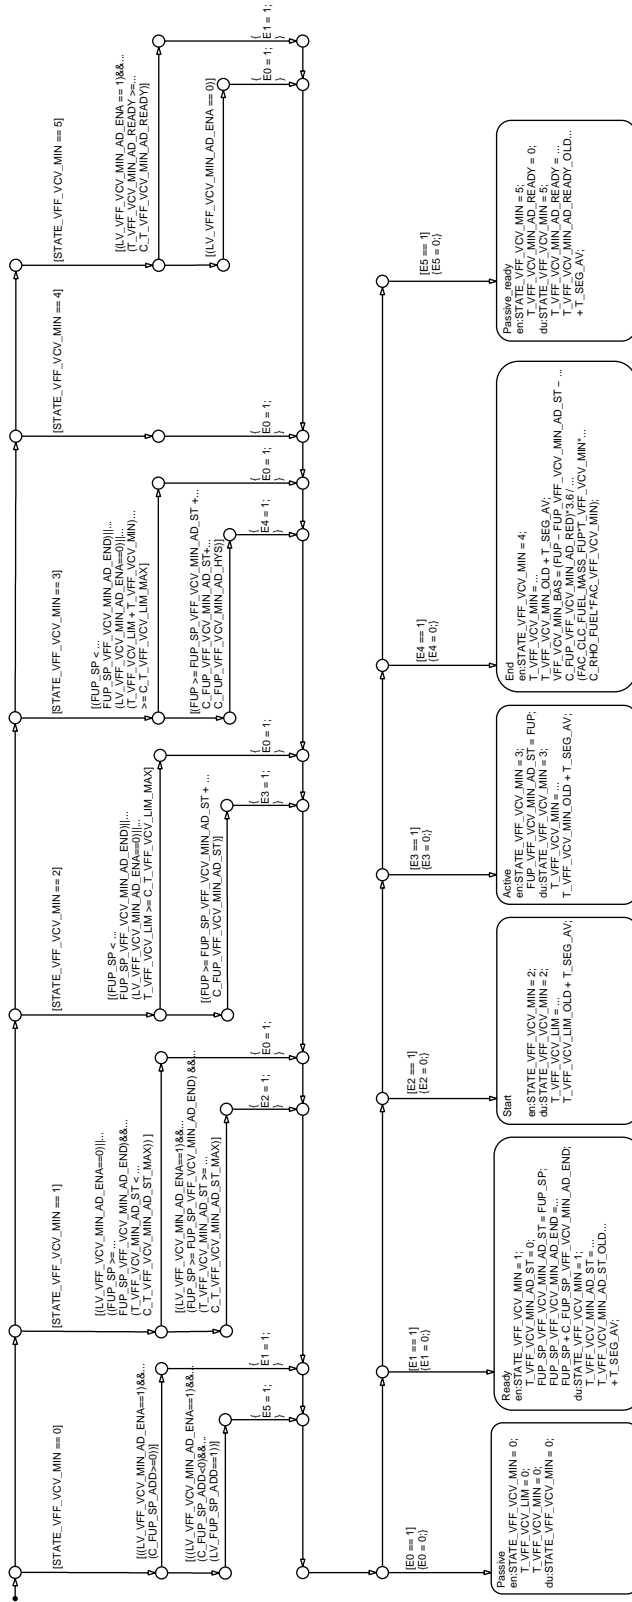 [STATE_VFF_VCV_MIN == 0]
[((LV_VFF_VCV_MIN_AD_ENA==1)&&...
(C_FUP_SP_ADD>=0))]
{
E1 = 1;
}
[((LV_VFF_VCV_MIN_AD_ENA==1)&&...
(C_FUP_SP_ADD<0)&&...
(LV_FUP_SP_ADD==1))]
{
E5 = 1;
}
[STATE_VFF_VCV_MIN == 1]
[((LV_VFF_VCV_MIN_AD_ENA==0)||...
((FUP_SP >= ...
FUP_SP_VFF_VCV_MIN_AD_END)&&...
(T_VFF_VCV_MIN_AD_ST < ...
C_T_VFF_VCV_MIN_AD_ST_MAX)) ]
{
E0 = 1;
}
[((LV_VFF_VCV_MIN_AD_ENA==1)&&...
(FUP_SP >= FUP_SP_VFF_VCV_MIN_AD_END) &&...
(T_VFF_VCV_MIN_AD_ST >= ...
C_T_VFF_VCV_MIN_AD_ST_MAX))]
{
E2 = 1;
}
[STATE_VFF_VCV_MIN == 2]
[(FUP_SP < ...
FUP_SP_VFF_VCV_MIN_AD_END)||...
(LV_VFF_VCV_MIN_AD_ENA==0)||...
T_VFF_VCV_LIM >= C_T_VFF_VCV_LIM_MAX]
{
E0 = 1;
}
[(FUP >= FUP_SP_VFF_VCV_MIN_AD_ST + ...
C_FUP_VFF_VCV_MIN_AD_ST)]
{
E3 = 1;
}
[STATE_VFF_VCV_MIN == 3]
[(FUP_SP < ...
FUP_SP_VFF_VCV_MIN_AD_END)||...
(LV_VFF_VCV_MIN_AD_ENA==0)||...
(T_VFF_VCV_LIM + T_VFF_VCV_MIN)...
>= C_T_VFF_VCV_LIM_MAX]
{
E0 = 1;
}
[(FUP >= FUP_SP_VFF_VCV_MIN_AD_ST +...
C_FUP_VFF_VCV_MIN_AD_ST+...
C_FUP_VFF_VCV_MIN_AD_HYS)]
{
E4 = 1;
}
[STATE_VFF_VCV_MIN == 4]
{
E0 = 1;
}
[STATE_VFF_VCV_MIN == 5]
[((LV_VFF_VCV_MIN_AD_ENA == 1)&&...
(T_VFF_VCV_MIN_AD_READY >=...
C_T_VFF_VCV_MIN_AD_READY)]
{
E1 = 1;
}
[(LV_VFF_VCV_MIN_AD_ENA == 0)]
{
E0 = 1;
}
[E0 == 1]
{E0 = 0;}
Passive
en:STATE_VFF_VCV_MIN = 0;
T_VFF_VCV_LIM = 0;
T_VFF_VCV_MIN = 0;
du:STATE_VFF_VCV_MIN = 0;
[E1 == 1]
{E1 = 0;}
Ready
en:STATE_VFF_VCV_MIN = 1;
T_VFF_VCV_MIN_AD_ST = 0;
FUP_SP_VFF_VCV_MIN_AD_ST = FUP_SP;
FUP_SP_VFF_VCV_MIN_AD_END =...
FUP_SP + C_FUP_SP_VFF_VCV_MIN_AD_END;
du:STATE_VFF_VCV_MIN = 1;
T_VFF_VCV_MIN_AD_ST = ...
T_VFF_VCV_MIN_AD_ST_OLD...
+ T_SEG_AV;
[E2 == 1]
{E2 = 0;}
Start
en:STATE_VFF_VCV_MIN = 2;
du:STATE_VFF_VCV_MIN = 2;
T_VFF_VCV_LIM = ...
T_VFF_VCV_LIM_OLD + T_SEG_AV;
[E3 == 1]
{E3 = 0;}
Active
en:STATE_VFF_VCV_MIN = 3;
FUP_VFF_VCV_MIN_AD_ST = FUP;
du:STATE_VFF_VCV_MIN = 3;
T_VFF_VCV_MIN = ...
T_VFF_VCV_MIN_OLD + T_SEG_AV;
[E4 == 1]
{E4 = 0;}
End
en:STATE_VFF_VCV_MIN = 4;
T_VFF_VCV_MIN = ...
T_VFF_VCV_MIN_OLD + T_SEG_AV;
VFF_VCV_MIN_BAS = (FUP − FUP_VFF_VCV_MIN_AD_ST − ...
C_FUP_VFF_VCV_MIN_AD_RED)*3.6 / ...
(FAC_CLC_FUEL_MASS_FUP*T_VFF_VCV_MIN*...
C_RHO_FUEL*FAC_VFF_VCV_MIN);
[E5 == 1]
{E5 = 0;}
Passive_ready
en:STATE_VFF_VCV_MIN = 5;
T_VFF_VCV_MIN_AD_READY = 0;
du:STATE_VFF_VCV_MIN = 5;
T_VFF_VCV_MIN_AD_READY = ...
T_VFF_VCV_MIN_AD_READY_OLD...
+ T_SEG_AV;